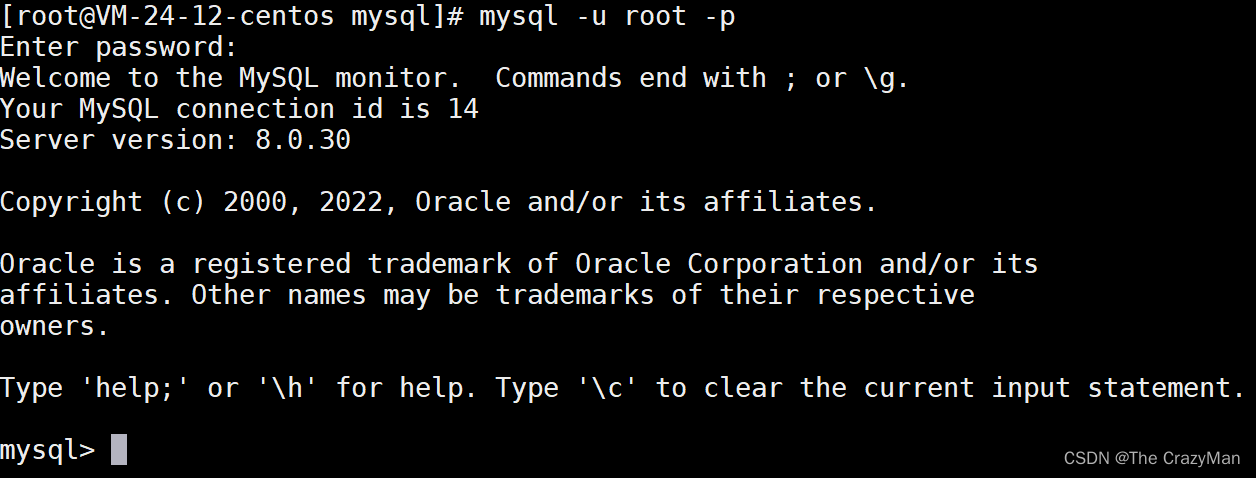 [root@VM-24-12-centos mysql]# mysql -u root -p
Enter password:
Welcome to the MySQL monitor.  Commands end with ; or \g.
Your MySQL connection id is 14
Server version: 8.0.30
Copyright (c) 2000, 2022, Oracle and/or its affiliates.
Oracle is a registered trademark of Oracle Corporation and/or its
affiliates. Other names may be trademarks of their respective
owners.
Type 'help;' or '\h' for help. Type '\c' to clear the current input statement.
mysql>
CSDN @The CrazyMan